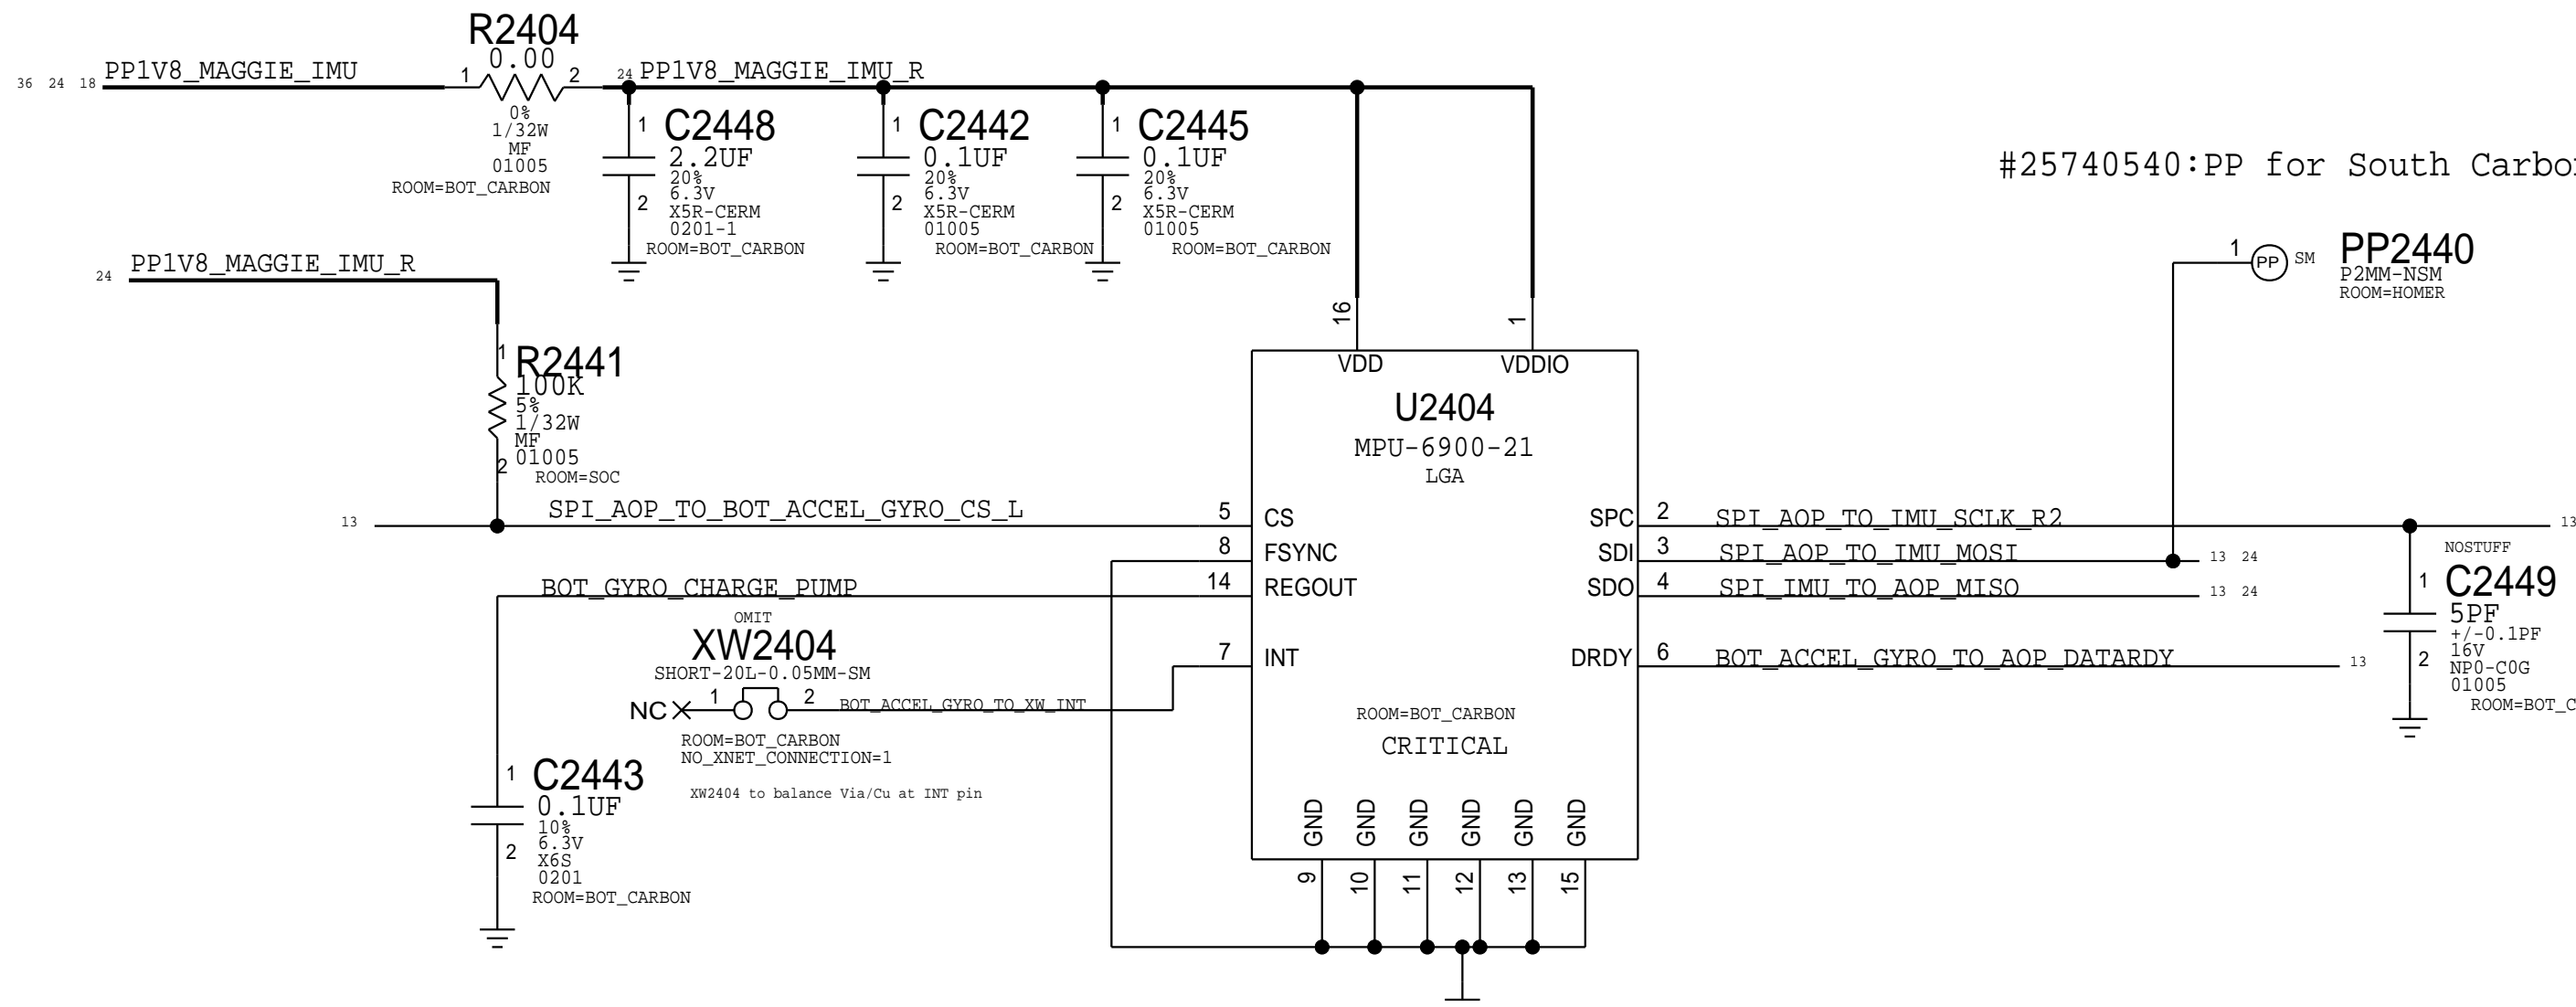 R2404
0.00
36 24 18 PP1V8_MAGGIE_IMU
1 2
24 PP1V8_MAGGIE_IMU_R
0%
1/32W
MF
01005
ROOM=BOT_CARBON
1 C2448
2.2UF
20%
6.3V
2 X5R-CERM
0201-1
ROOM=BOT_CARBON
1 C2442
0.1UF
20%
6.3V
2 X5R-CERM
01005
ROOM=BOT_CARBON
1 C2445
0.1UF
20%
6.3V
2 X5R-CERM
01005
ROOM=BOT_CARBON
#25740540:PP for South Carbo
1 PP SM PP2440
P2MM-NSM
ROOM=HOMER
24 PP1V8_MAGGIE_IMU_R
1 R2441
100K
5%
1/32W
MF
2 01005
ROOM=SOC
16 1
VDD VDDIO
U2404
MPU-6900-21
LGA
13 SPI_AOP_TO_BOT_ACCEL_GYRO_CS_L 5 CS
8 FSYNC
BOT_GYRO_CHARGE_PUMP 14 REGOUT
7 INT
SPC 2 SPI_AOP_TO_IMU_SCLK_R2 13
SDI 3 SPI_AOP_TO_IMU_MOSI 13 24
SDO 4 SPI_IMU_TO_AOP_MISO 13 24
DRDY 6 BOT_ACCEL_GYRO_TO_AOP_DATARDY 13
OMIT
XW2404
SHORT-20L-0.05MM-SM
NC 1 2 BOT_ACCEL_GYRO_TO_XW_INT
ROOM=BOT_CARBON
NO_XNET_CONNECTION=1
XW2404 to balance Via/Cu at INT pin
ROOM=BOT_CARBON
CRITICAL
NOSTUFF
1 C2449
5PF
+/-0.1PF
16V
2 NP0-C0G
01005
ROOM=BOT_C
1 C2443
0.1UF
10%
6.3V
2 X6S
0201
ROOM=BOT_CARBON
GND GND GND GND GND GND
9 10 11 12 13 15